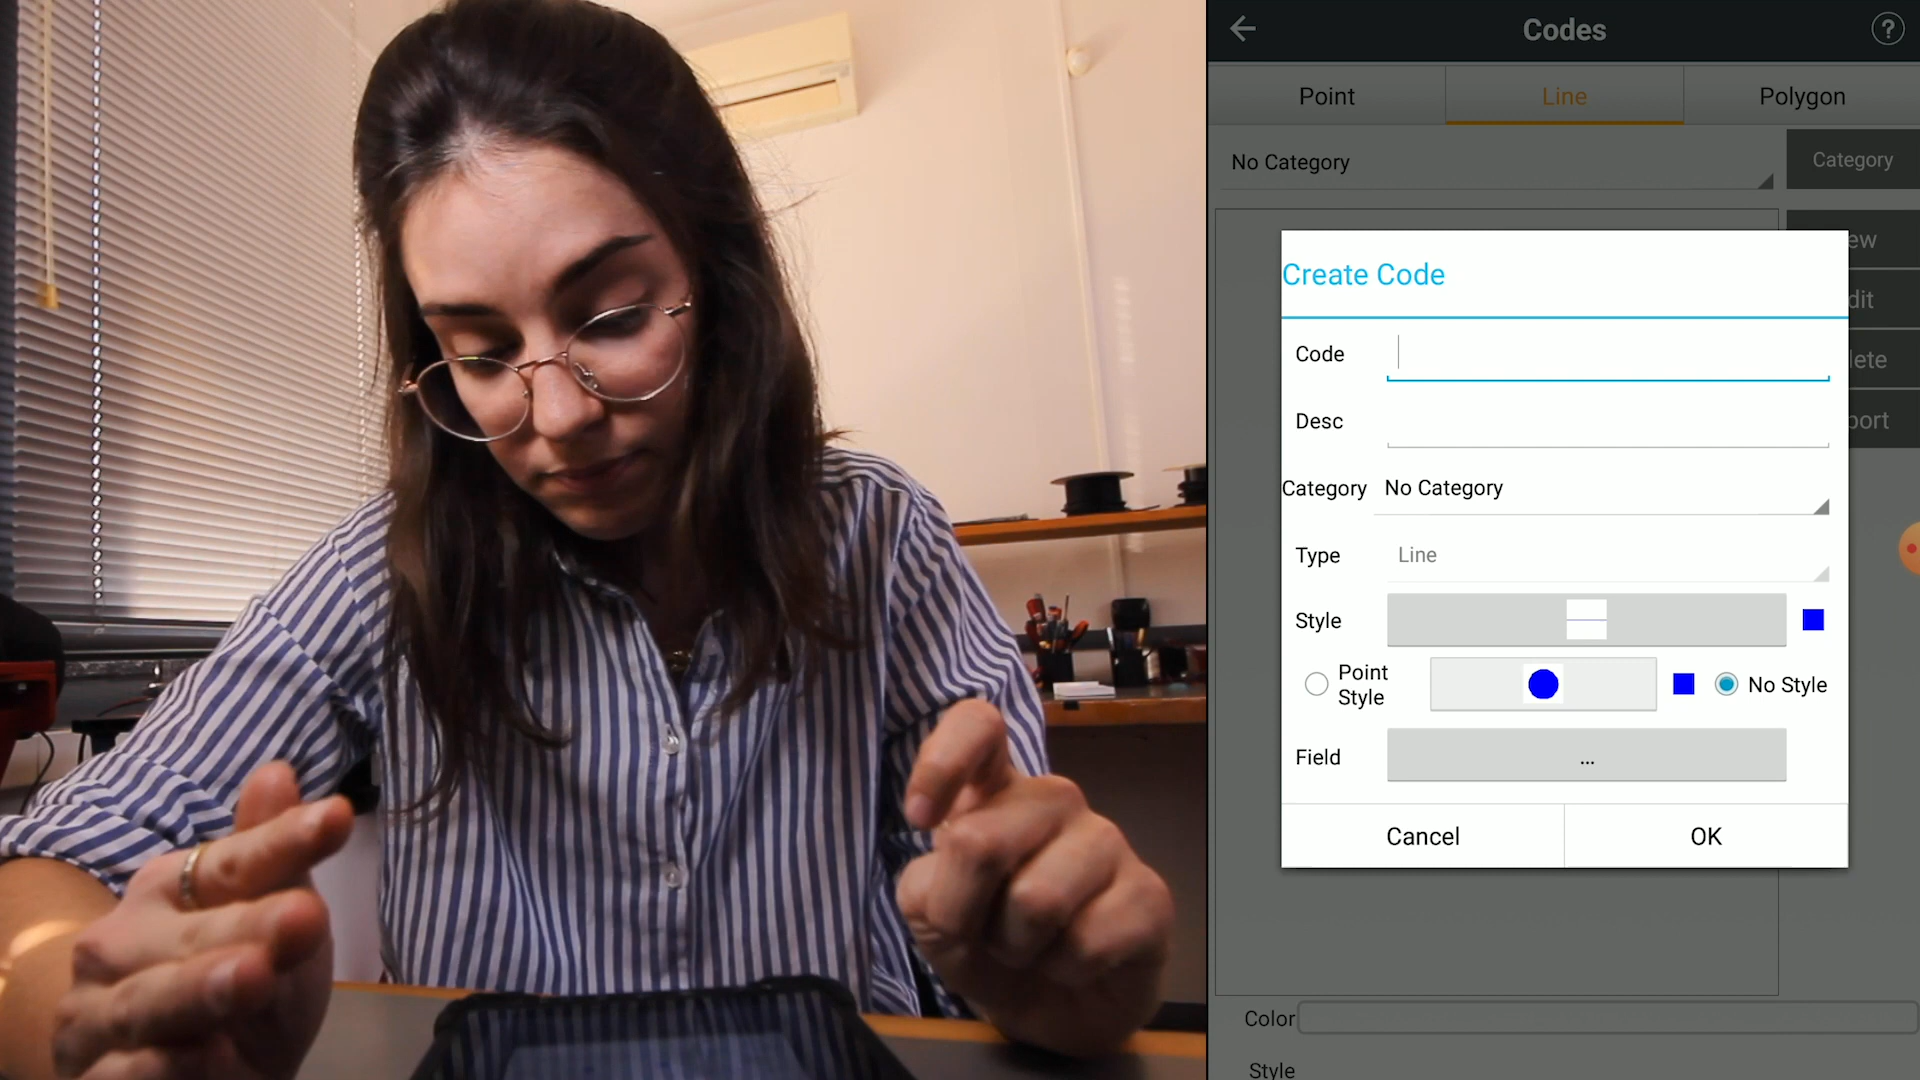 Codes
?
Point
Line
Polygon
No Category
Category
Create Code
Code
Desc
Category
No Category
Type
Line
Style
Point
Style
No Style
Field
...
Cancel
OK
Color
Style